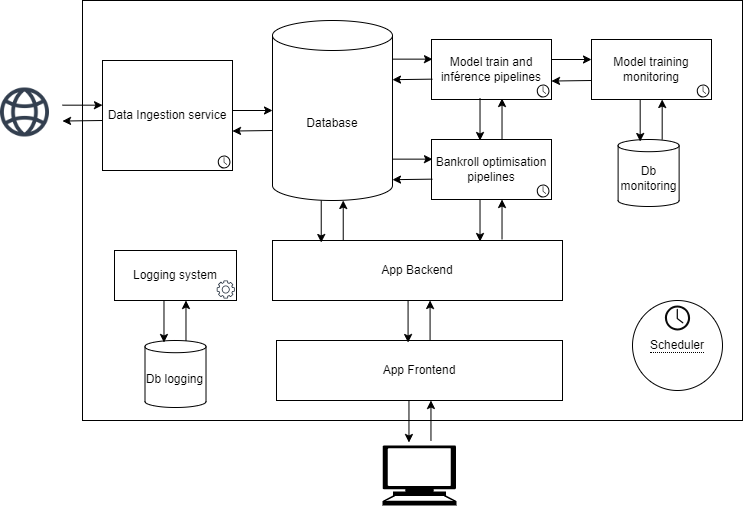 Data Ingestion service
Database
Model train and
inférence pipelines
Model training
monitoring
Bankroll optimisation
pipelines
Db
monitoring
App Backend
Logging system
Db logging
App Frontend
Scheduler